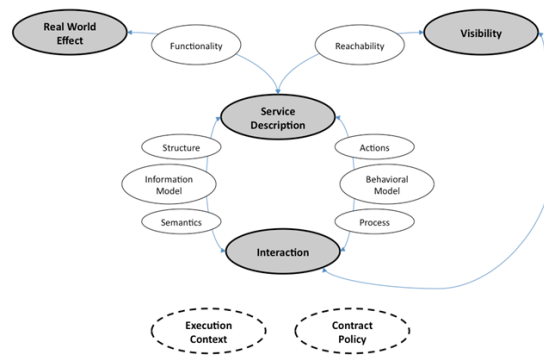 Real World
Effect
Functionality
Reachability
Visibility
Service
Description
Structure
Actions
Information
Model
Behavioral
Model
Semantics
Process
Interaction
Execution
Context
Contract
Policy